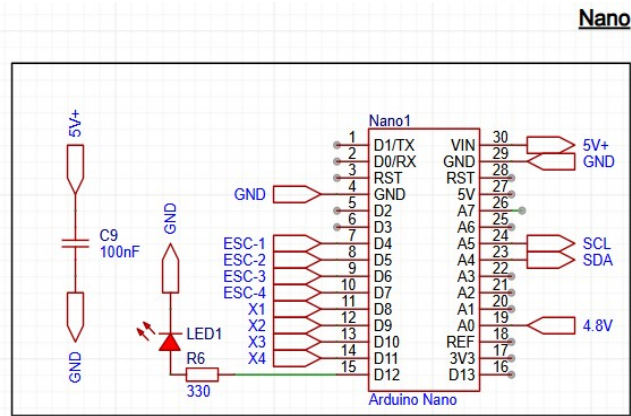 Nano
Nano1
5V+
C9
100nF
GND
GND
LED1
R6
330
GND
ESC-1
ESC-2
ESC-3
ESC-4
X1
X2
X3
X4
1 D1/TX VIN 30 5V+
2 D0/RX GND 29 GND
3 RST RST 28
4 GND 5V 27
5 D2 A7 26
6 D3 A6 25
7 D4 A5 24 SCL
8 D5 A4 23 SDA
9 D6 A3 22
10 D7 A2 21
11 D8 A1 20
12 D9 A0 19 4.8V
13 D10 REF 18
14 D11 3V3 17
15 D12 D13 16
Arduino Nano